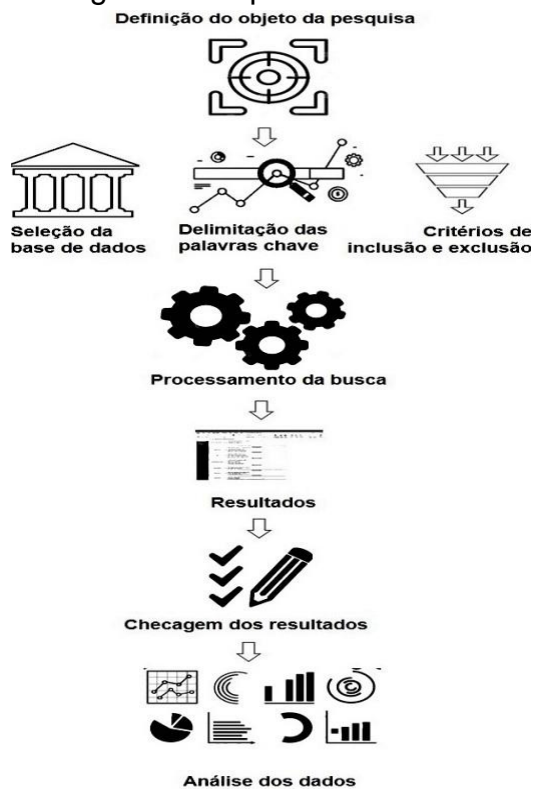 Definição do objeto da pesquisa
Seleção da
base de dados
Delimitação das
palavras chave
Critérios de
inclusão e exclusão
Processamento da busca
Resultados
Checagem dos resultados
Análise dos dados